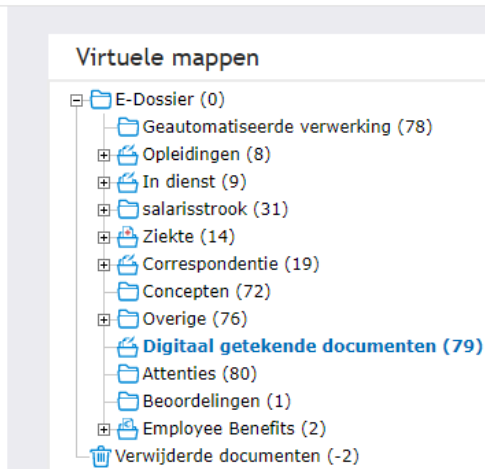 Virtuele mappen
E-Dossier (0)
Geautomatiseerde verwerking (78)
Opleidingen (8)
In dienst (9)
salarisstrook (31)
Ziekte (14)
Correspondentie (19)
Concepten (72)
Overige (76)
Digitaal getekende documenten (79)
Attenties (80)
Beoordelingen (1)
Employee Benefits (2)
Verwijderde documenten (-2)